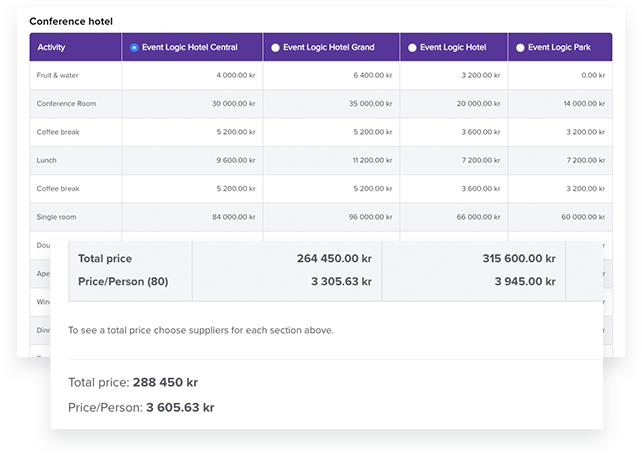 Conference hotel
Activity Event Logic Hotel Central Event Logic Hotel Grand Event Logic Hotel Event Logic Park
Fruit & water 4 000.00 kr 6 400.00 kr 3 200.00 kr 0.00 kr
Conference Room 30 000.00 kr 35 000.00 kr 20 000.00 kr 14 000.00 kr
Coffee break 5 200.00 kr 5 200.00 kr 3 600.00 kr 3 200.00 kr
Lunch 9 600.00 kr 11 200.00 kr 7 200.00 kr 7 200.00 kr
Coffee break 5 200.00 kr 5 200.00 kr 3 600.00 kr 3 200.00 kr
Single room 84 000.00 kr 96 000.00 kr 66 000.00 kr 60 000.00 kr
Dou
Ape
Win
Dinn
Total price 264 450.00 kr 315 600.00 kr
Price/Person (80) 3 305.63 kr 3 945.00 kr
To see a total price choose suppliers for each section above.
Total price: 288 450 kr
Price/Person: 3 605.63 kr